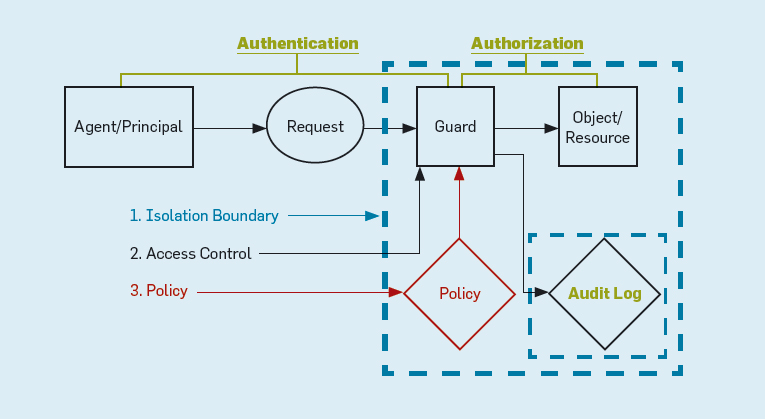 Authentication
Authorization
Agent/Principal
Request
Guard
Object/
Resource
1. Isolation Boundary
2. Access Control
3. Policy
Policy
Audit Log